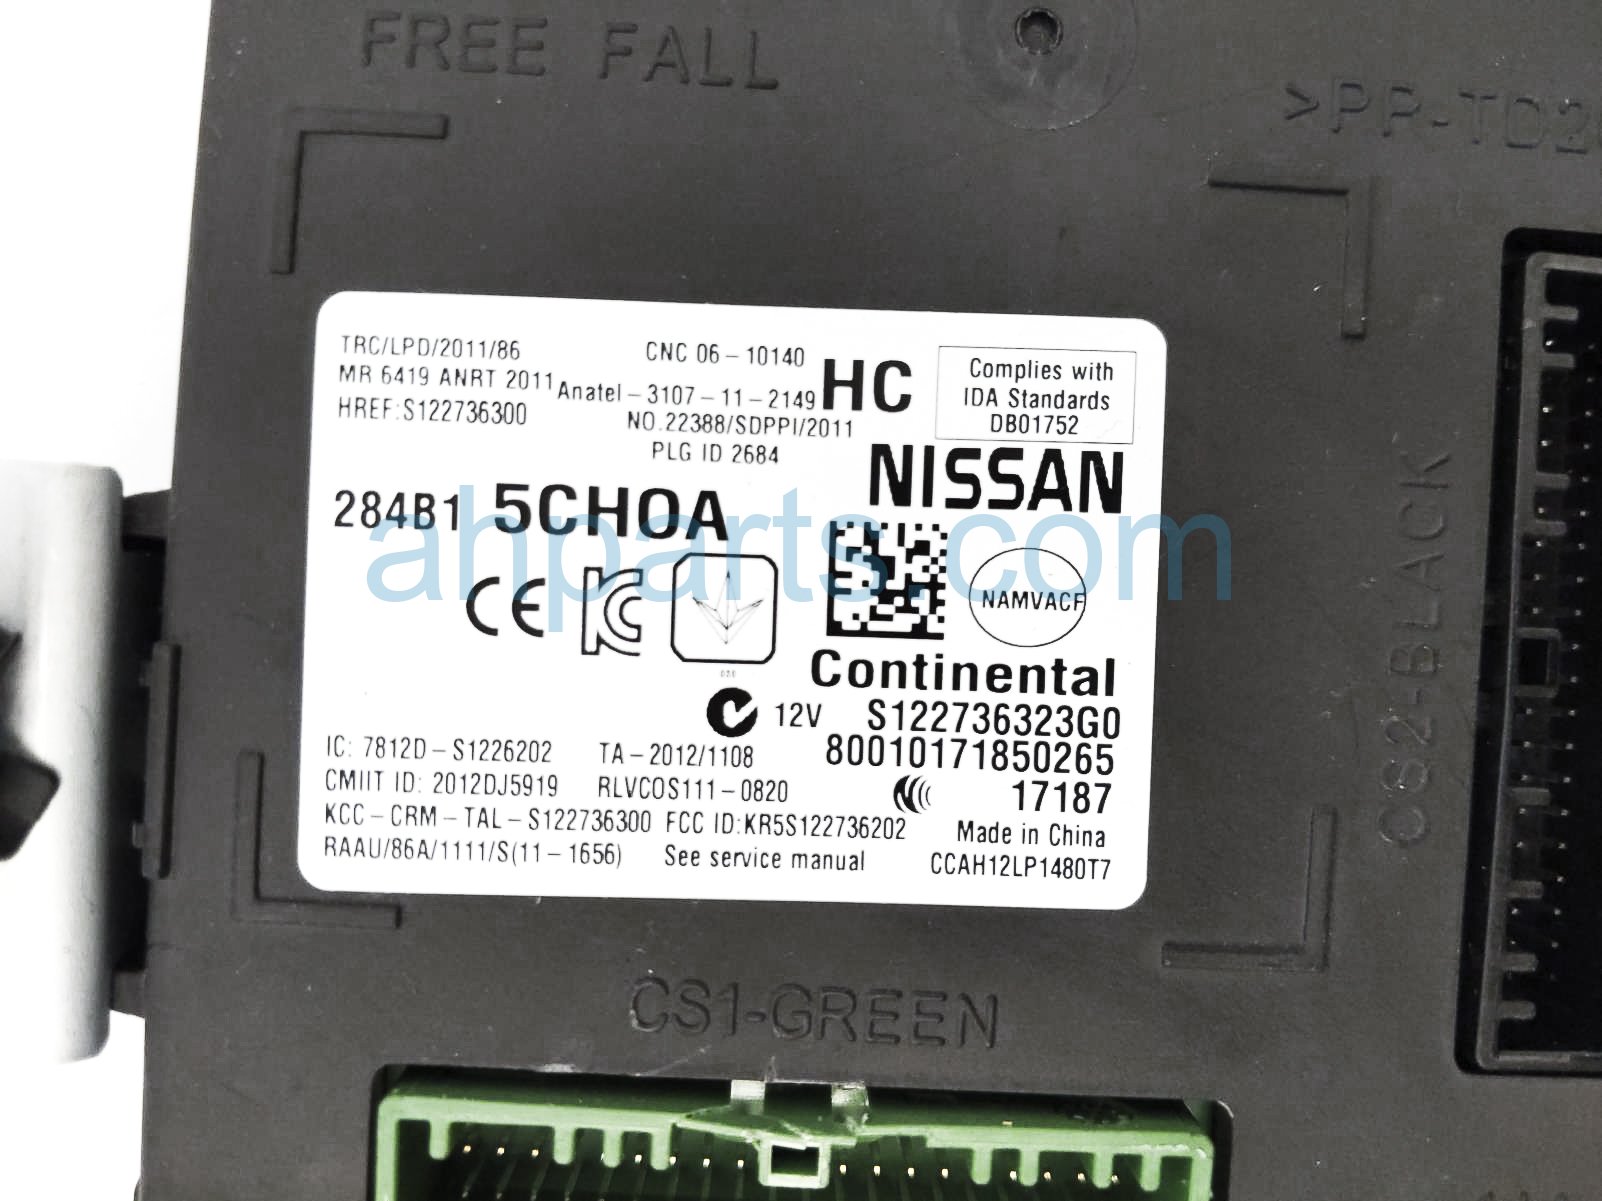 FREE FALL
>PP-TD20
TRC/LPD/2011/86
MR 6419 ANRT 2011
HREF:S122736300
CNC 06-10140
Anatel-3107-11-2149
NO.22388/SDPPI/2011
PLG ID 2684
HC
Complies with
IDA Standards
DB01752
NISSAN
284B1 5CH0A
ahparts.com
CE
KC
NAMVACF
Continental
12V S122736323G0
80010171850265
17187
Made in China
CCAH12LP1480T7
IC: 7812D-S1226202 TA-2012/1108
CMIIT ID: 2012DJ5919 RLVCOS111-0820
KCC-CRM-TAL-S122736300 FCC ID:KR5S122736202
RAAU/86A/1111/S(11-1656) See service manual
CS2-BLACK
CS1-GREEN